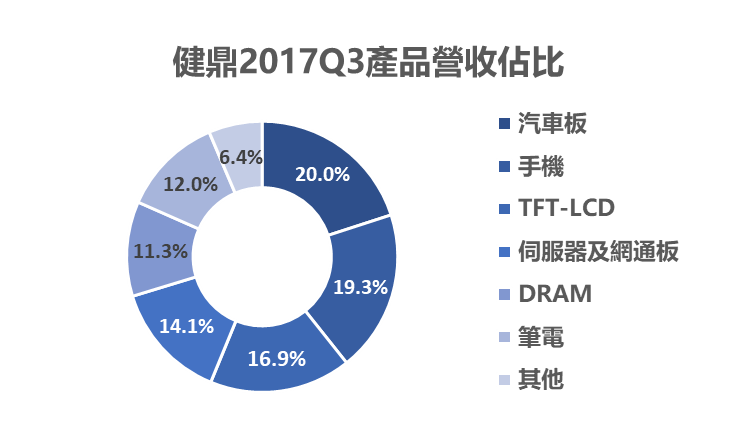 健鼎2017Q3產品營收佔比
20.0%
19.3%
16.9%
14.1%
11.3%
12.0%
6.4%
汽車板
手機
TFT-LCD
伺服器及網通板
DRAM
筆電
其他